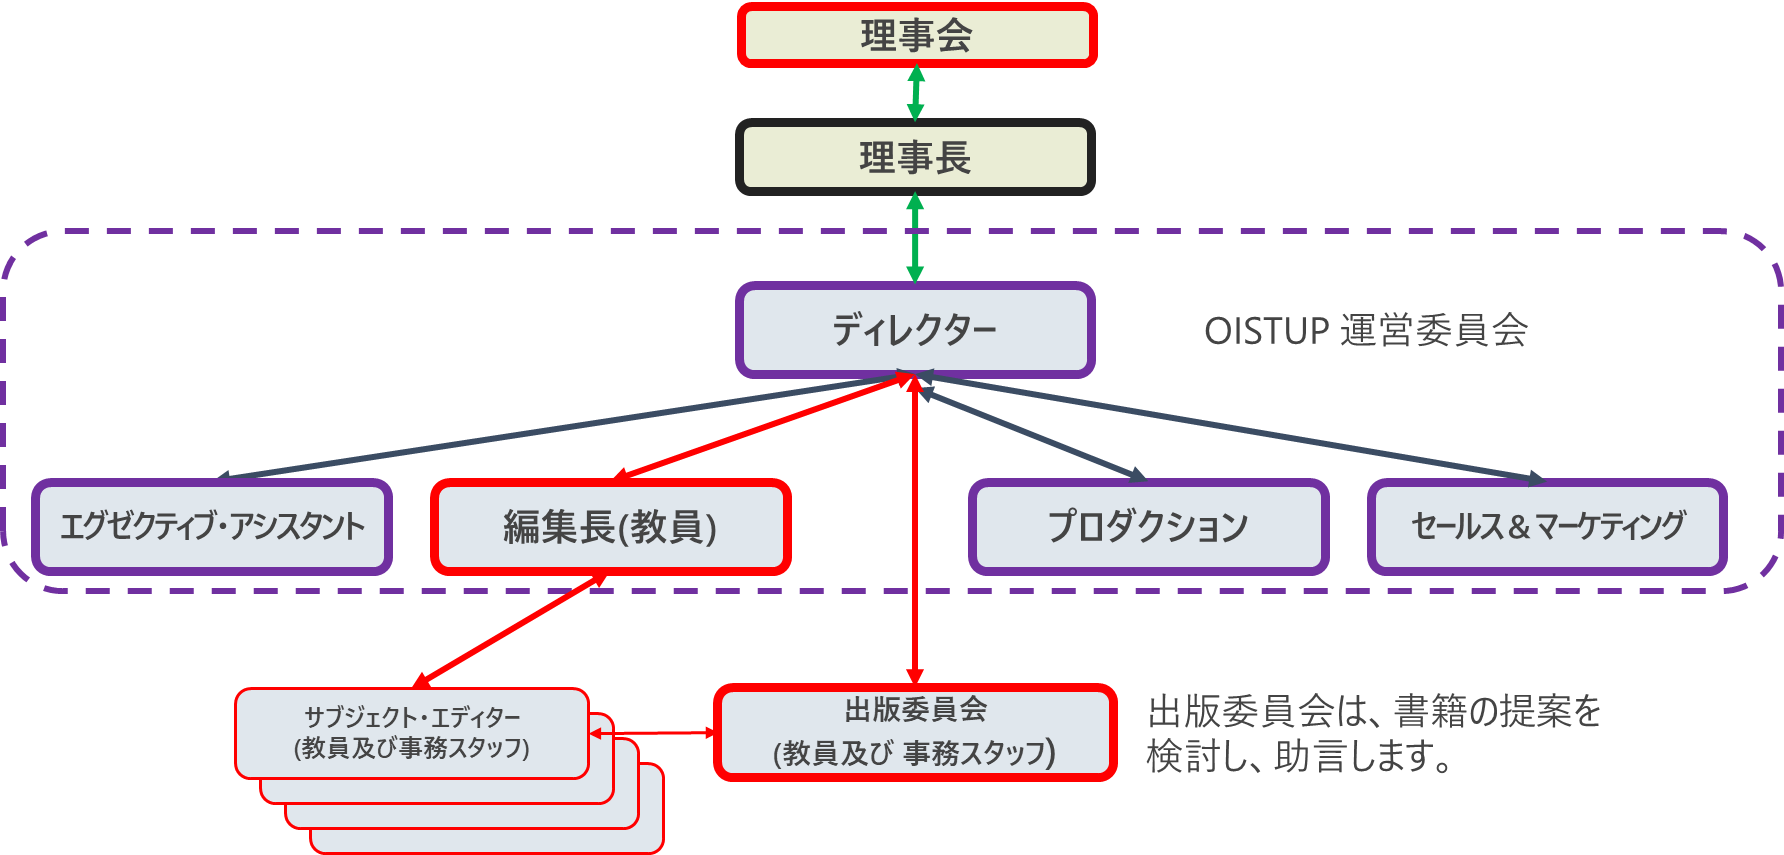 理事会
理事長
ディレクター
OISTUP 運営委員会
エグゼクティブ・アシスタント
編集長(教員)
プロダクション
セールス＆マーケティング
サブジェクト・エディター
(教員及び事務スタッフ)
出版委員会
(教員及び 事務スタッフ)
出版委員会は、書籍の提案を
検討し、助言します。